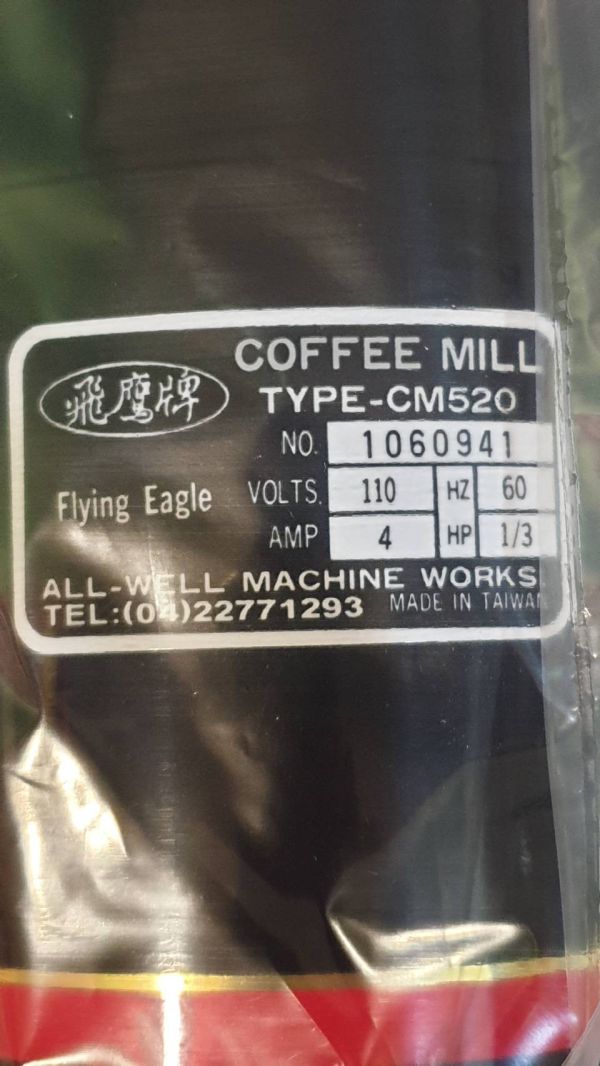 COFFEE MILL
飛鷹牌
TYPE-CM520
NO. 1060941
Flying Eagle
VOLTS. 110 HZ 60
AMP 4 HP 1/3
ALL-WELL MACHINE WORKS.
TEL:(04)22771293 MADE IN TAIWAN